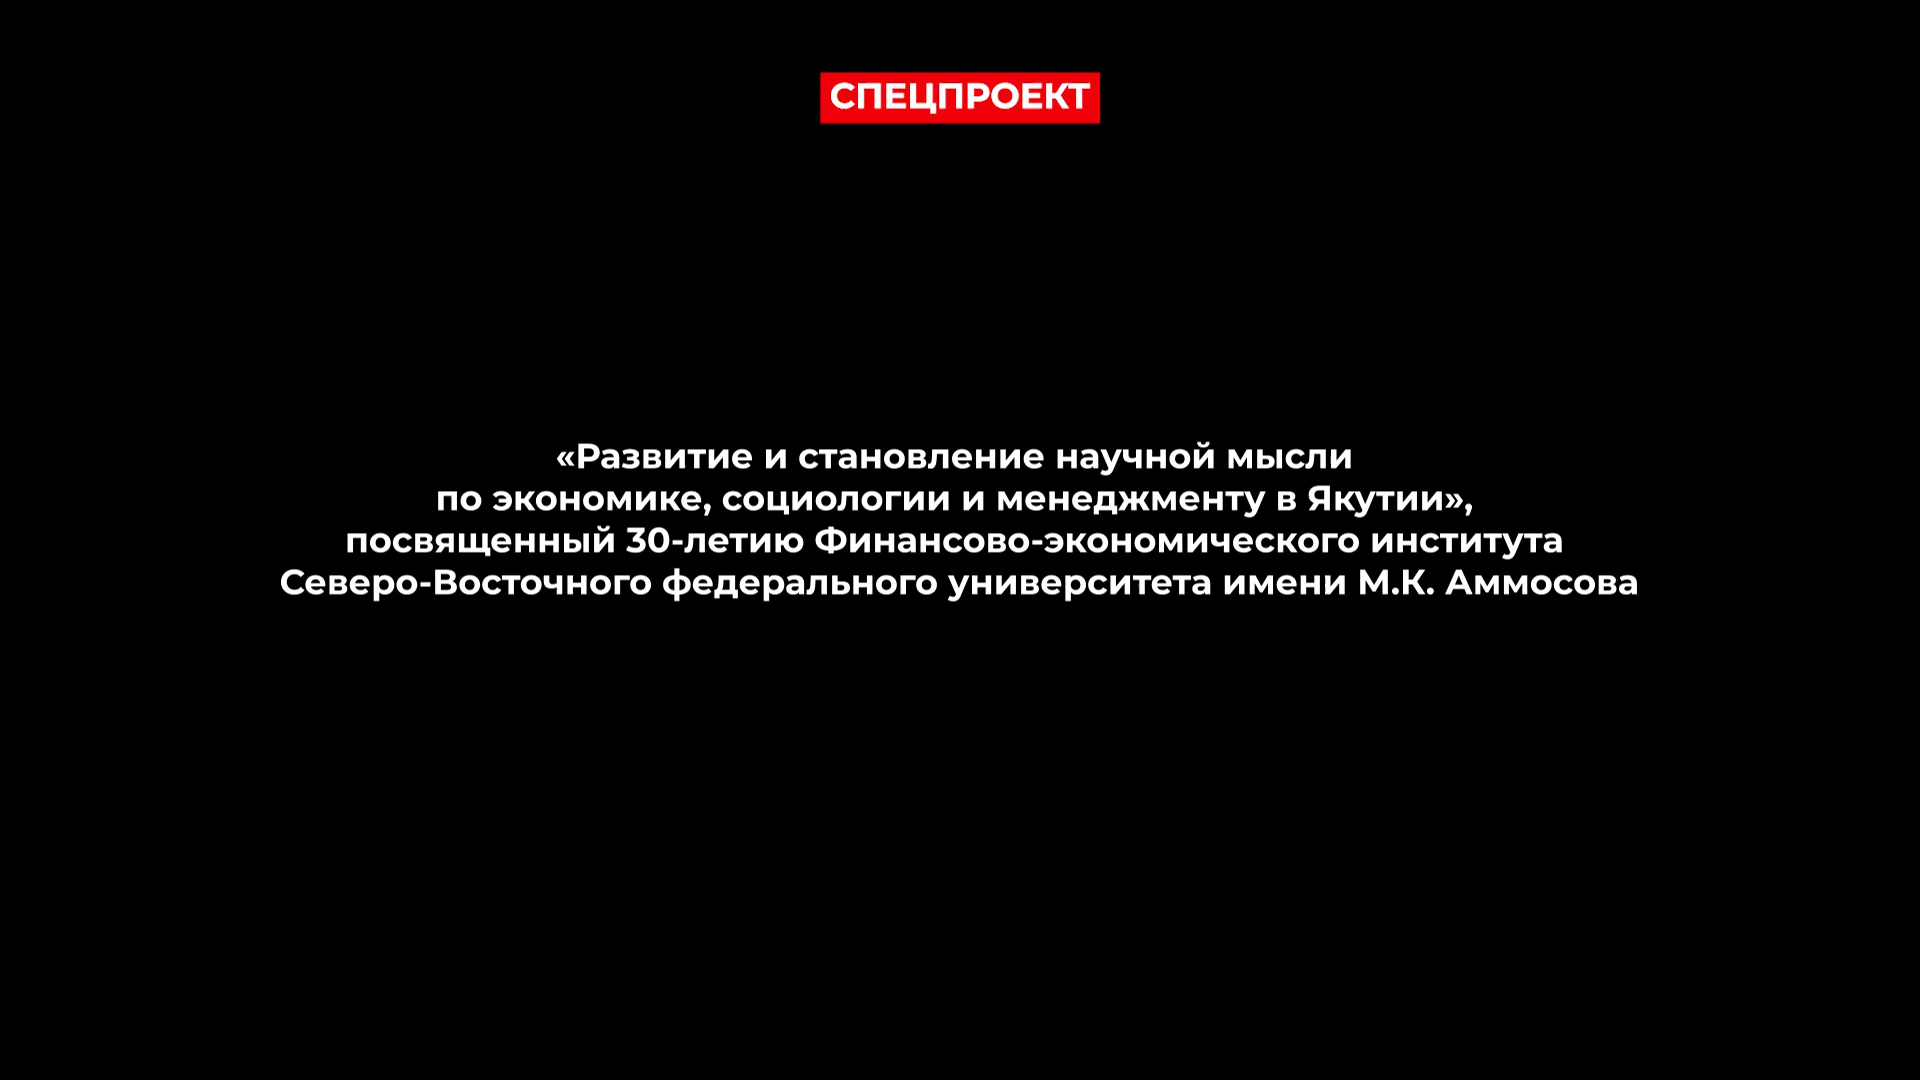 СПЕЦПРОЕКТ
«Развитие и становление научной мысли
по экономике, социологии и менеджменту в Якутии»,
посвященный 30-летию Финансово-экономического института
Северо-Восточного федерального университета имени М.К. Аммосова